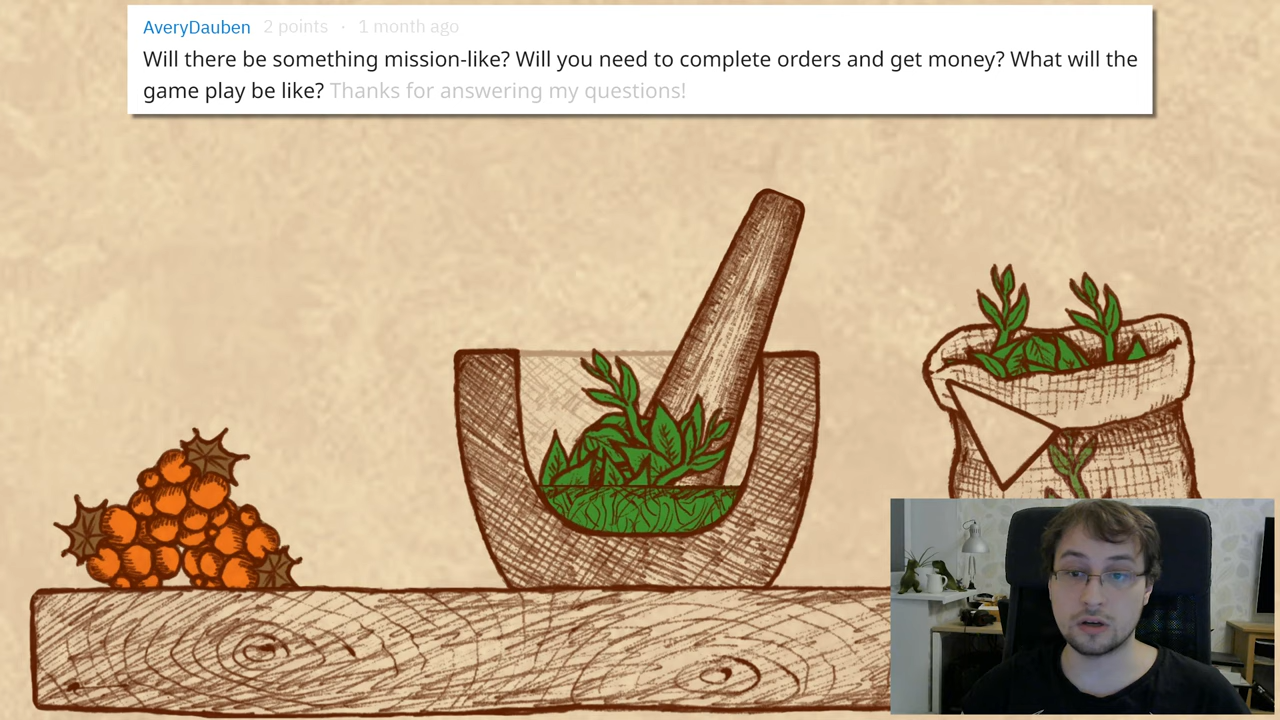 AveryDauben 2 points · 1 month ago
Will there be something mission-like? Will you need to complete orders and get money? What will the
game play be like? Thanks for answering my questions!